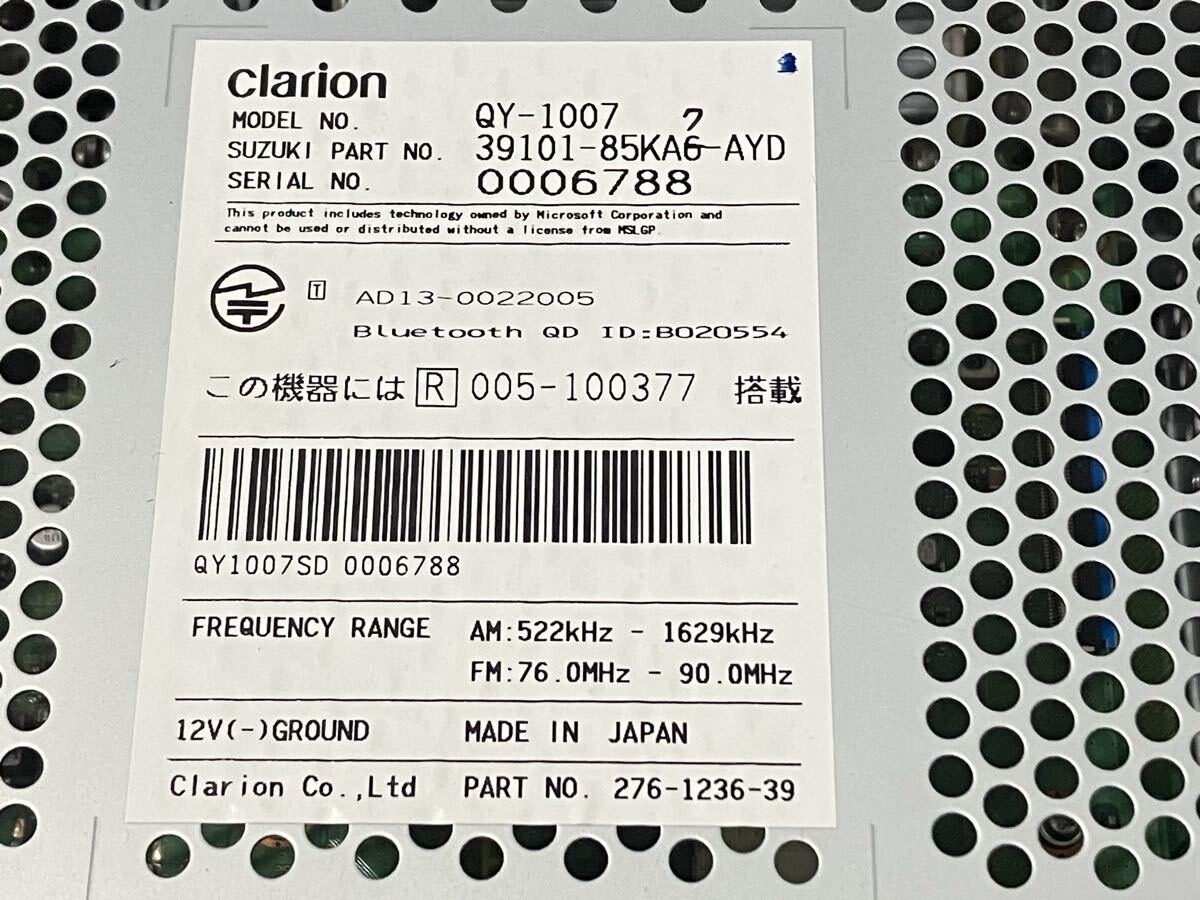 clarion
MODEL NO. QY-1007
7
SUZUKI PART NO. 39101-85KA6-AYD
SERIAL NO. 0006788
This product includes technology owned by Microsoft Corporation and
cannot be used or distributed without a license from MSLGP.
T AD13-0022005
Bluetooth QD ID:B020554
この機器には R 005-100377 搭載
QY1007SD 0006788
FREQUENCY RANGE AM:522kHz - 1629kHz
FM:76.0MHz - 90.0MHz
12V(-)GROUND MADE IN JAPAN
Clarion Co.,Ltd PART NO. 276-1236-39